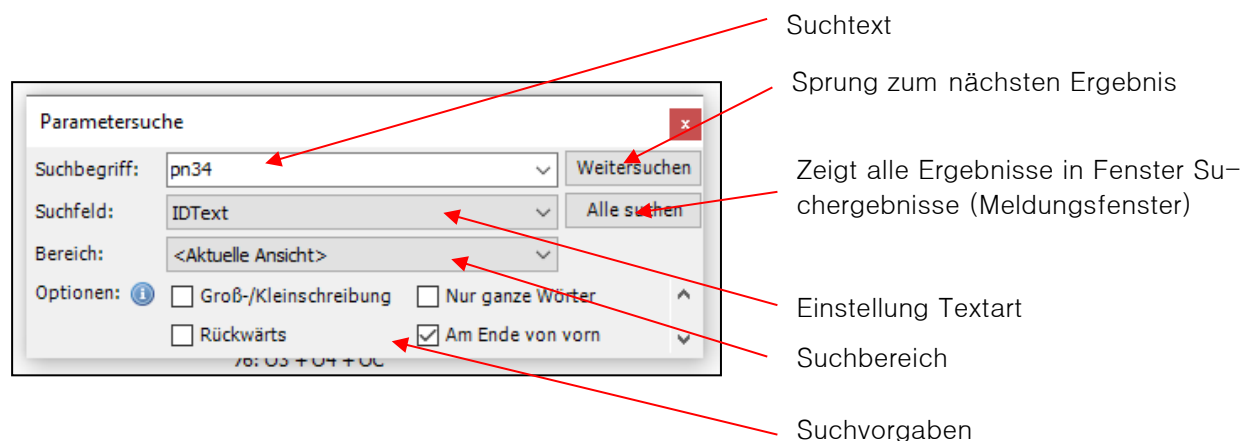 Suchtext
Sprung zum nächsten Ergebnis
Parametersuche
x
Suchbegriff: pn34 Weitersuchen
Zeigt alle Ergebnisse in Fenster Su-
chergebnisse (Meldungsfenster)
Suchfeld: IDText Alle suchen
Bereich: <Aktuelle Ansicht>
Optionen: Groß-/Kleinschreibung Nur ganze Wörter
Einstellung Textart
Rückwärts Am Ende von vorn
Suchbereich
Suchvorgaben